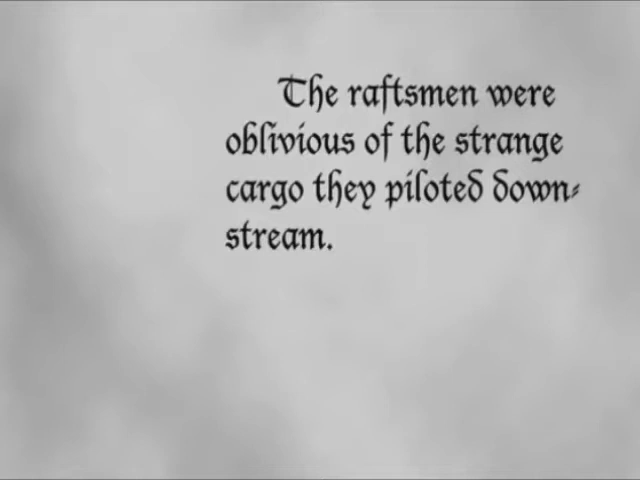 The raftsmen were
oblivious of the strange
cargo they piloted down-
stream.